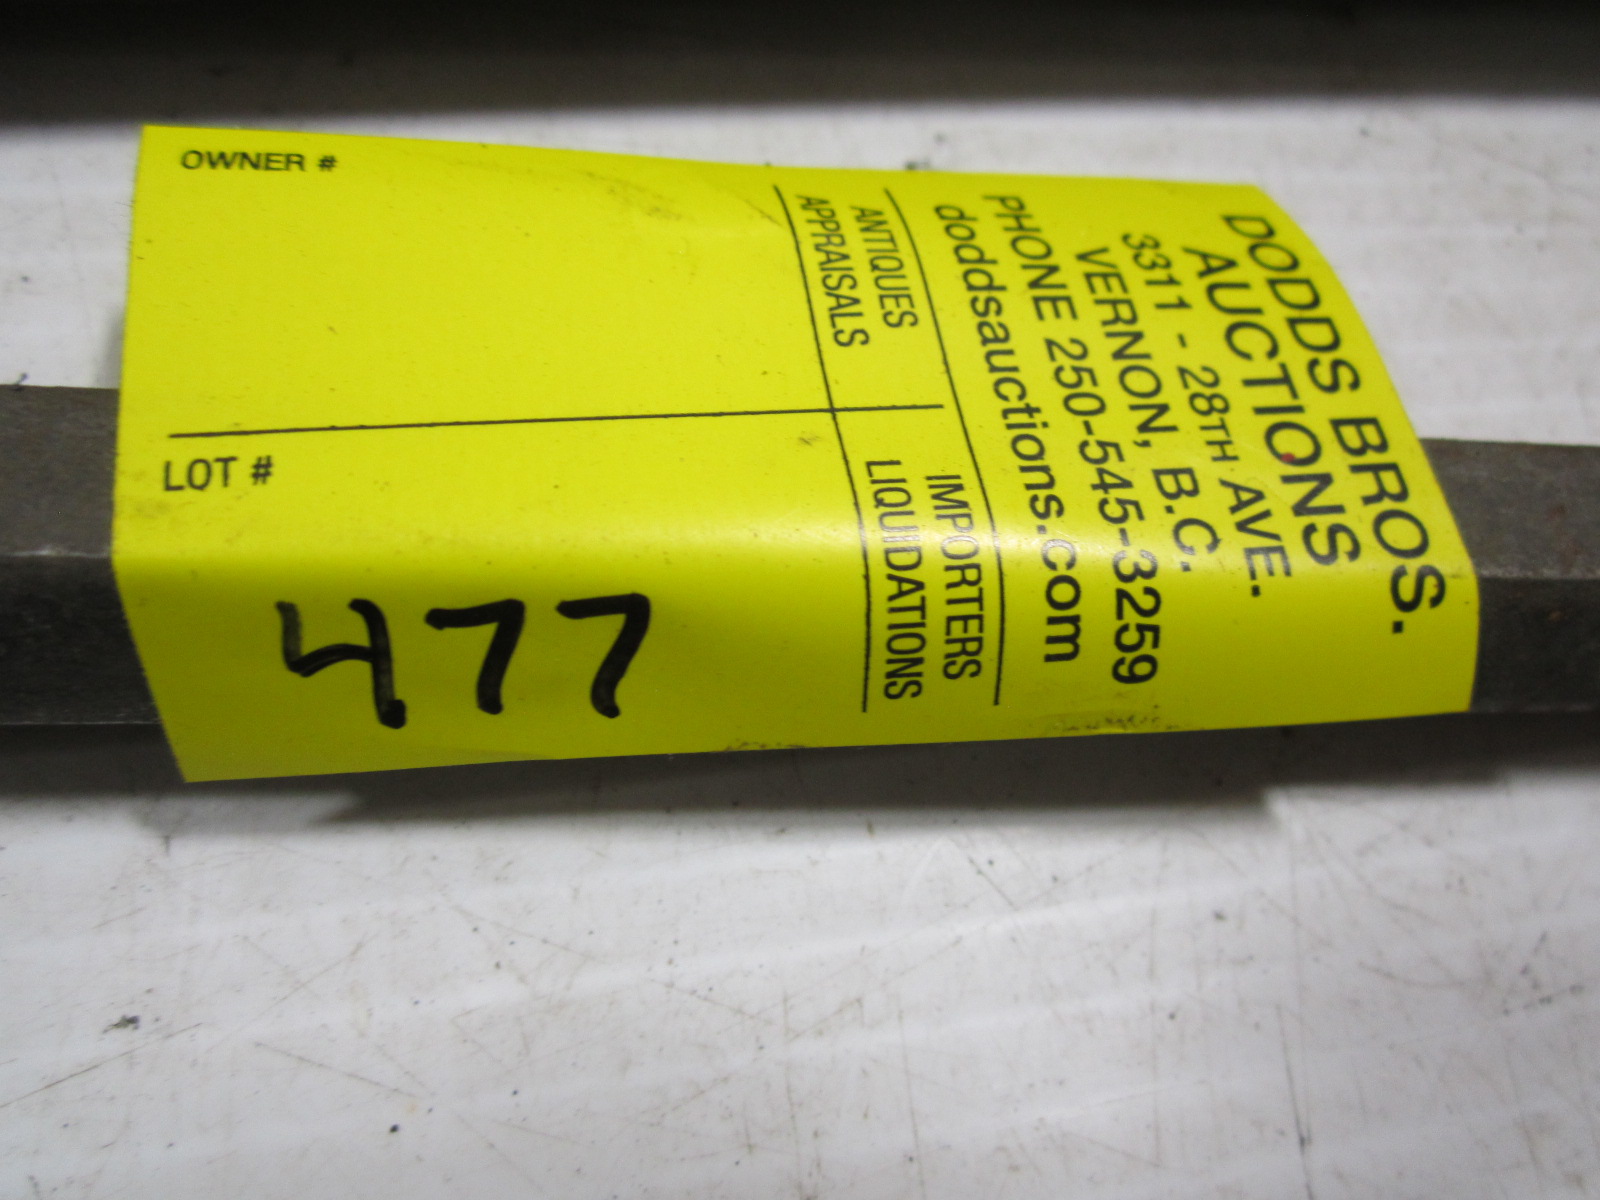 DODDS BROS.
AUCTIONS
3311 - 28TH AVE.
VERNON, B.C.
PHONE 250-545-3259
doddsauctions.com
ANTIQUES
APPRAISALS
IMPORTERS
LIQUIDATIONS
OWNER #
LOT #
477